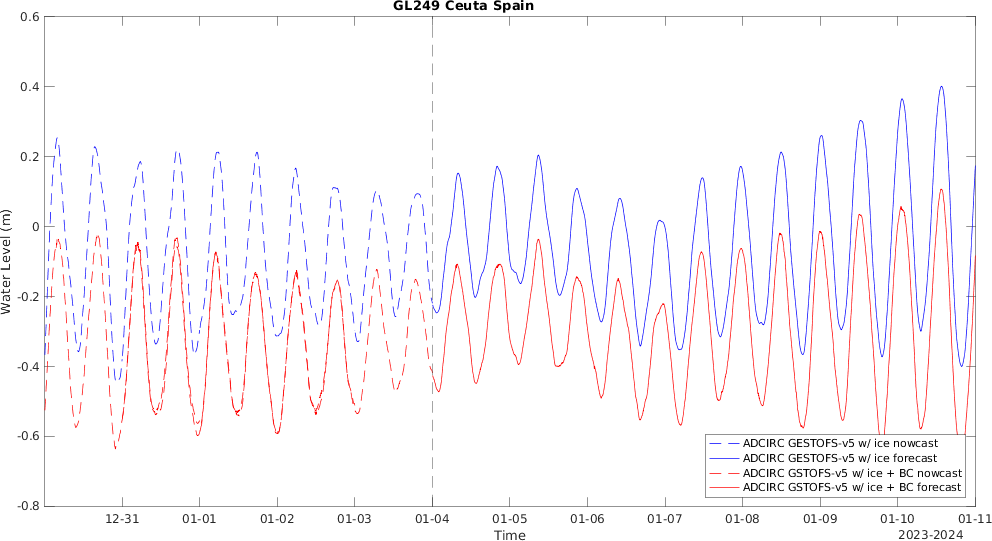 GL249 Ceuta Spain
0.6
0.4
0.2
0
-0.2
-0.4
-0.6
-0.8
Water Level (m)
ADCIRC GESTOFS-v5 w/ ice nowcast
ADCIRC GESTOFS-v5 w/ ice forecast
ADCIRC GSTOFS-v5 w/ ice + BC nowcast
ADCIRC GSTOFS-v5 w/ ice + BC forecast
12-31 01-01 01-02 01-03 01-04 01-05 01-06 01-07 01-08 01-09 01-10 01-11
Time
2023-2024